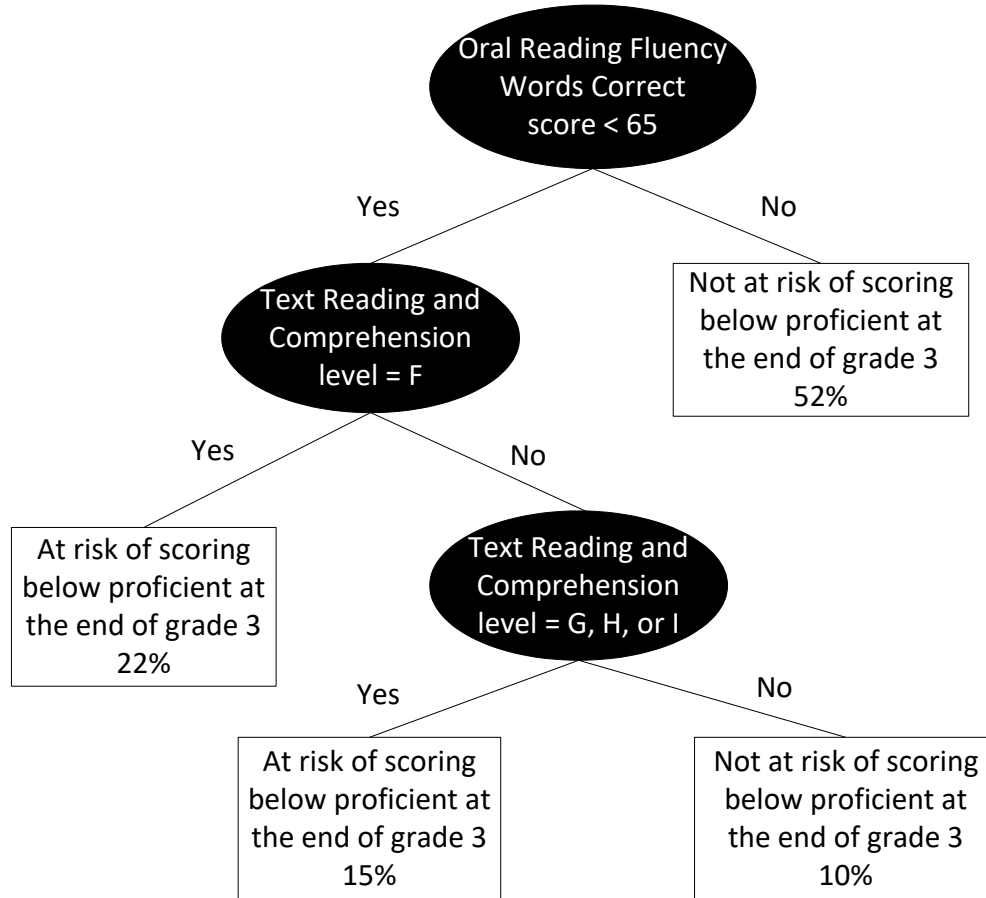 Oral Reading Fluency
Words Correct
score < 65
Yes
No
Text Reading and
Comprehension
level = F
Not at risk of scoring
below proficient at
the end of grade 3
52%
Yes
No
At risk of scoring
below proficient at
the end of grade 3
22%
Text Reading and
Comprehension
level = G, H, or I
Yes
No
At risk of scoring
below proficient at
the end of grade 3
15%
Not at risk of scoring
below proficient at
the end of grade 3
10%